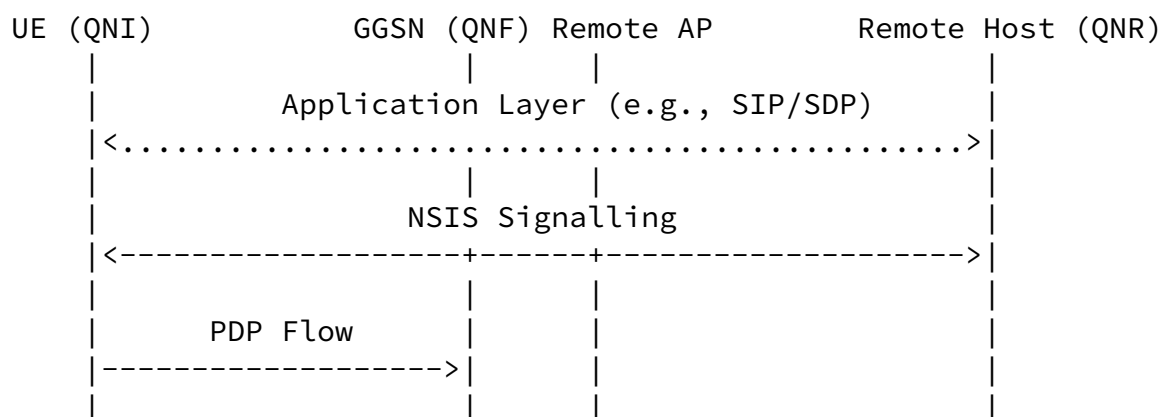 UE (QNI) GGSN (QNF) Remote AP Remote Host (QNR)
Application Layer (e.g., SIP/SDP)
NSIS Signalling
PDP Flow